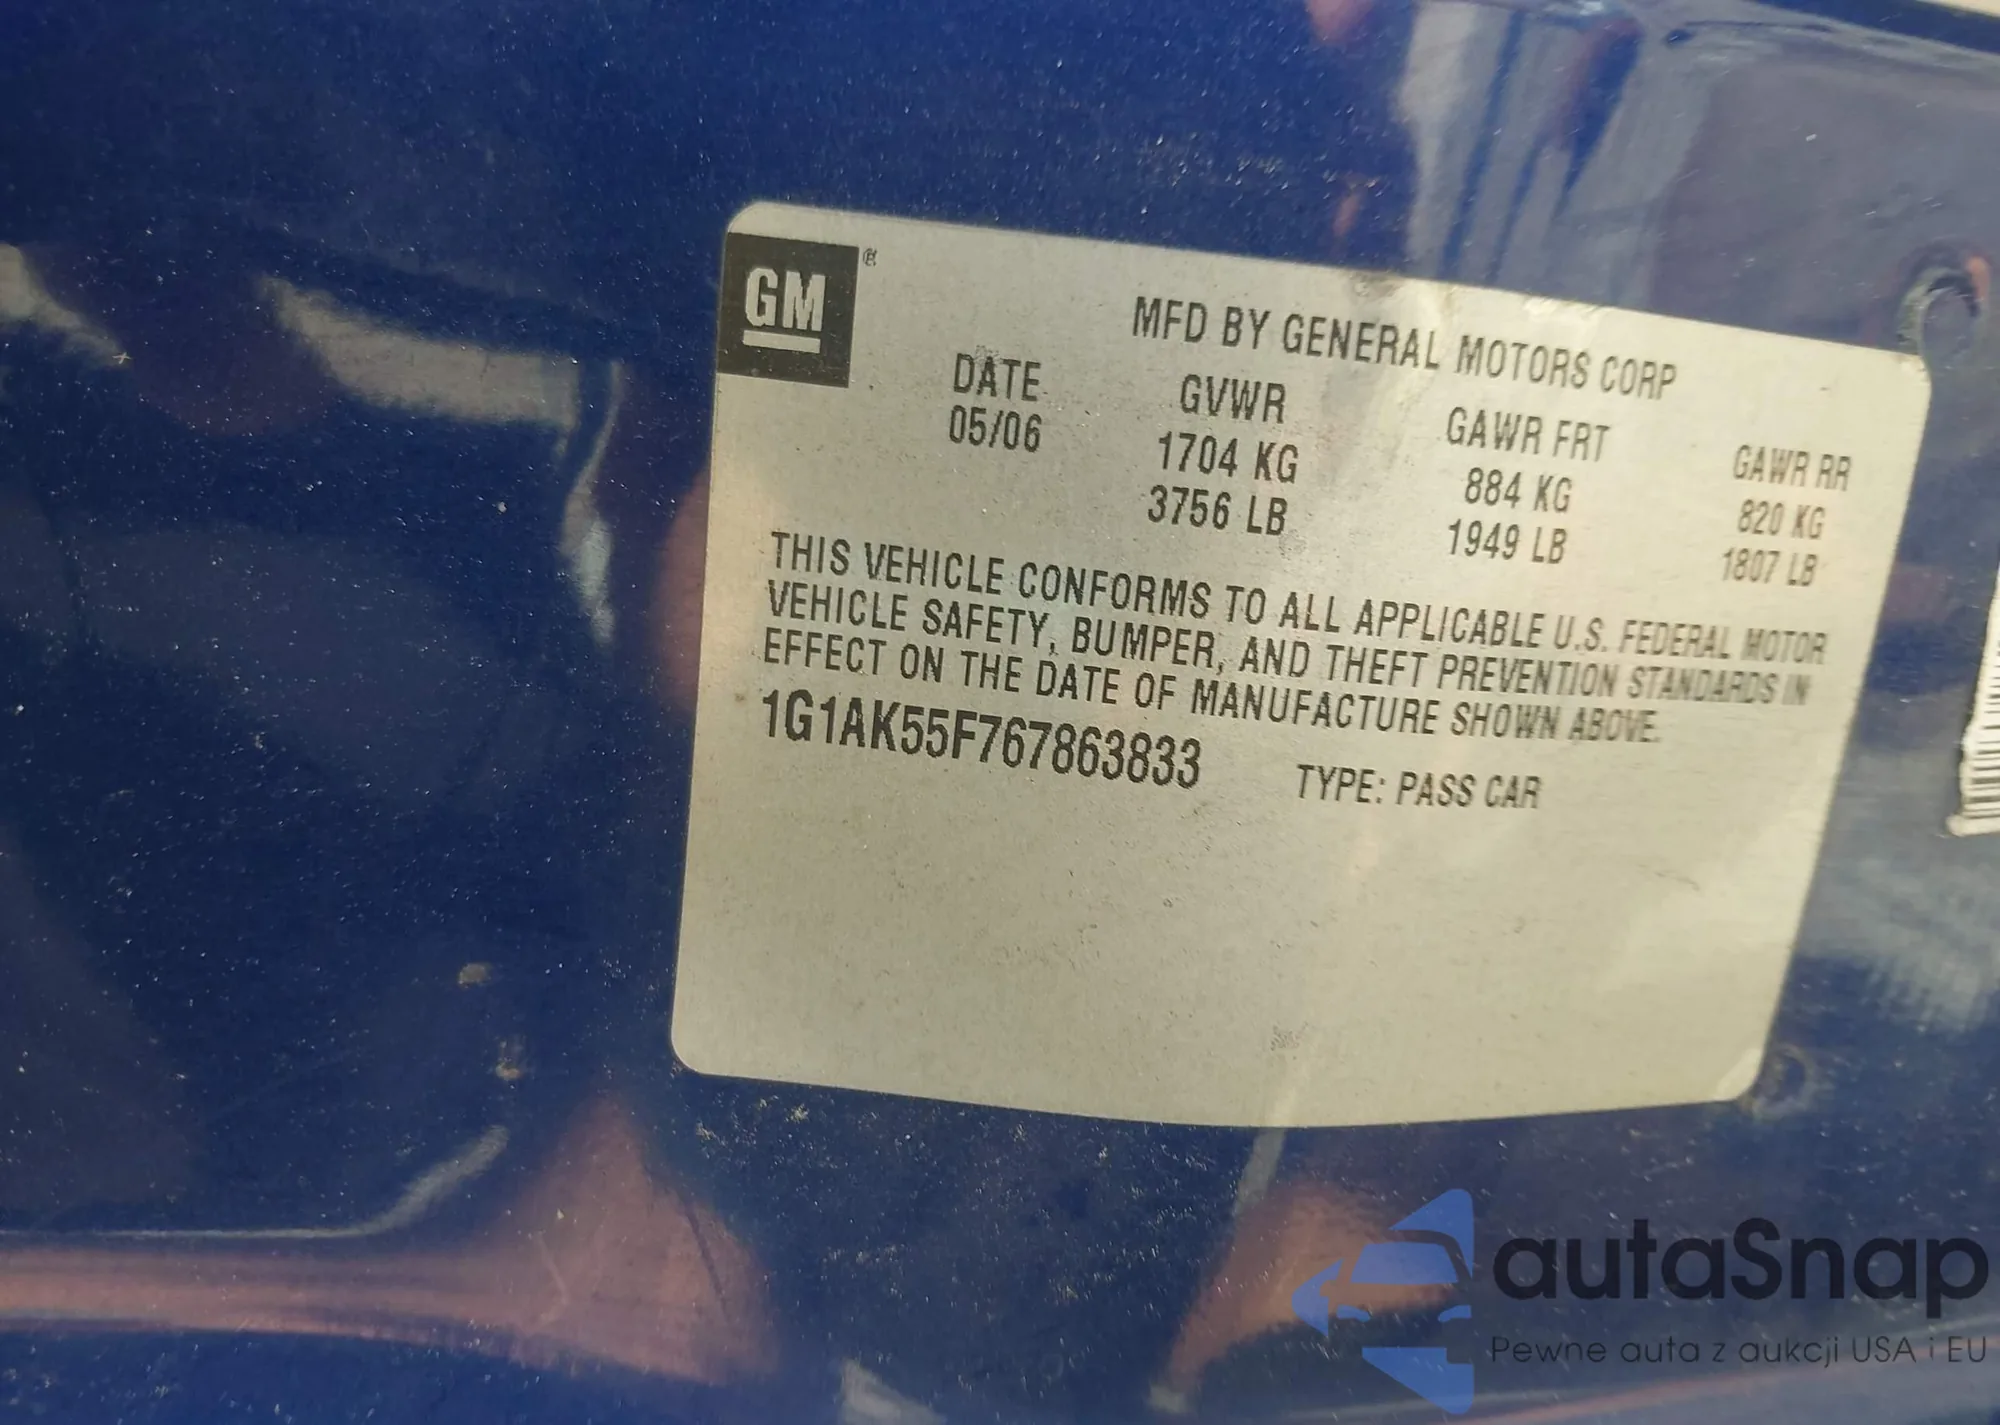 GM ®
MFD BY GENERAL MOTORS CORP
DATE GVWR GAWR FRT GAWR RR
05/06 1704 KG 884 KG 820 KG
3756 LB 1949 LB 1807 LB
THIS VEHICLE CONFORMS TO ALL APPLICABLE U.S. FEDERAL MOTOR
VEHICLE SAFETY, BUMPER, AND THEFT PREVENTION STANDARDS IN
EFFECT ON THE DATE OF MANUFACTURE SHOWN ABOVE.
1G1AK55F767863833 TYPE: PASS CAR
autaSnap
Pewne auta z aukcji USA i EU